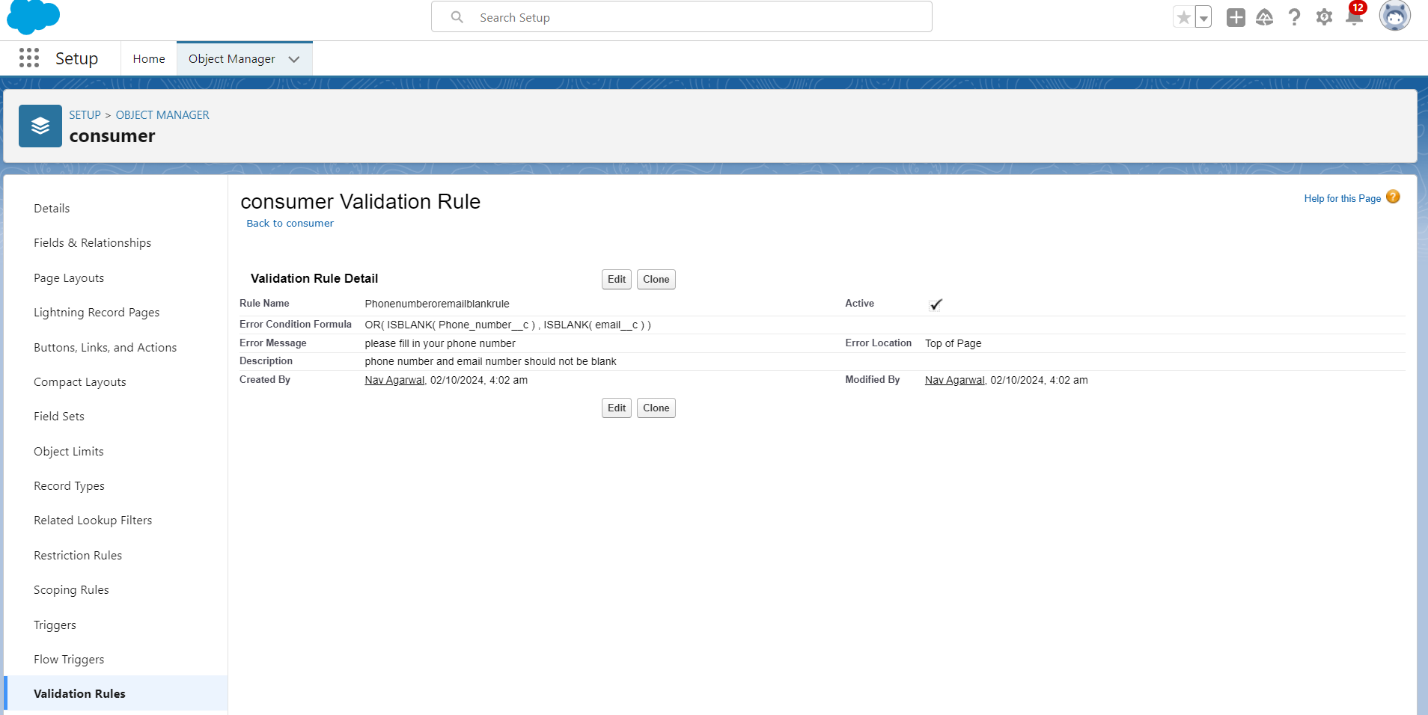 Search Setup
12
Setup
Home
Object Manager
SETUP > OBJECT MANAGER
consumer
Details
Fields & Relationships
Page Layouts
Lightning Record Pages
Buttons, Links, and Actions
Compact Layouts
Field Sets
Object Limits
Record Types
Related Lookup Filters
Restriction Rules
Scoping Rules
Triggers
Flow Triggers
Validation Rules
consumer Validation Rule
Back to consumer
Help for this Page ?
Validation Rule Detail Edit Clone
Rule Name Phonenumberoremailblankrule Active
Error Condition Formula OR( ISBLANK( Phone_number__c ) , ISBLANK( email__c ) )
Error Message please fill in your phone number Error Location Top of Page
Description phone number and email number should not be blank
Created By Nav Agarwal, 02/10/2024, 4:02 am Modified By Nav Agarwal, 02/10/2024, 4:02 am
Edit Clone